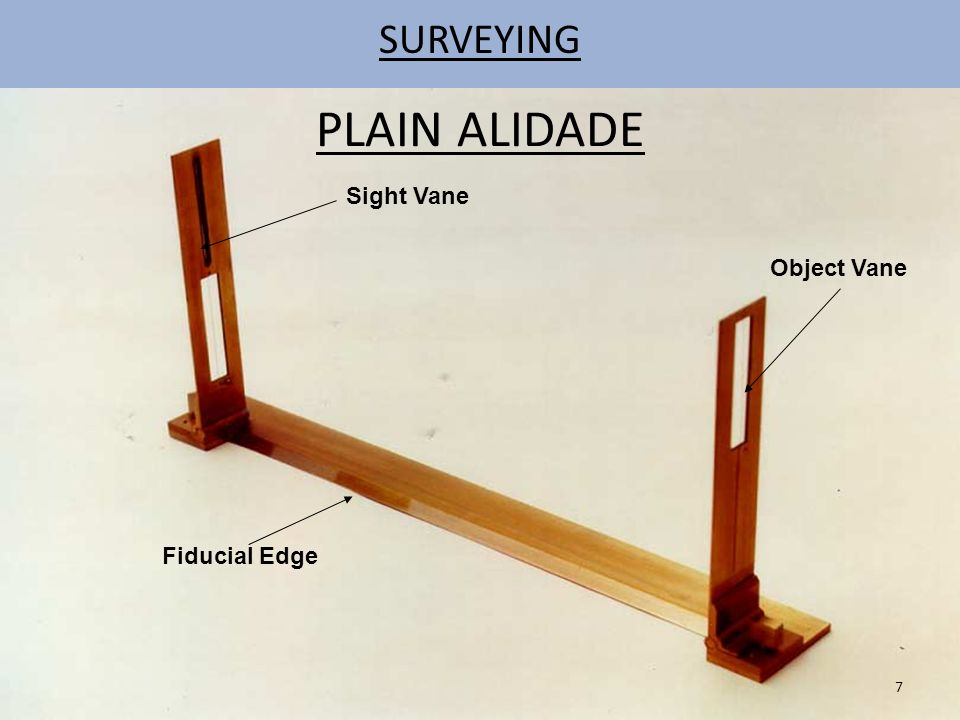 SURVEYING
PLAIN ALIDADE
Sight Vane
Object Vane
Fiducial Edge
7